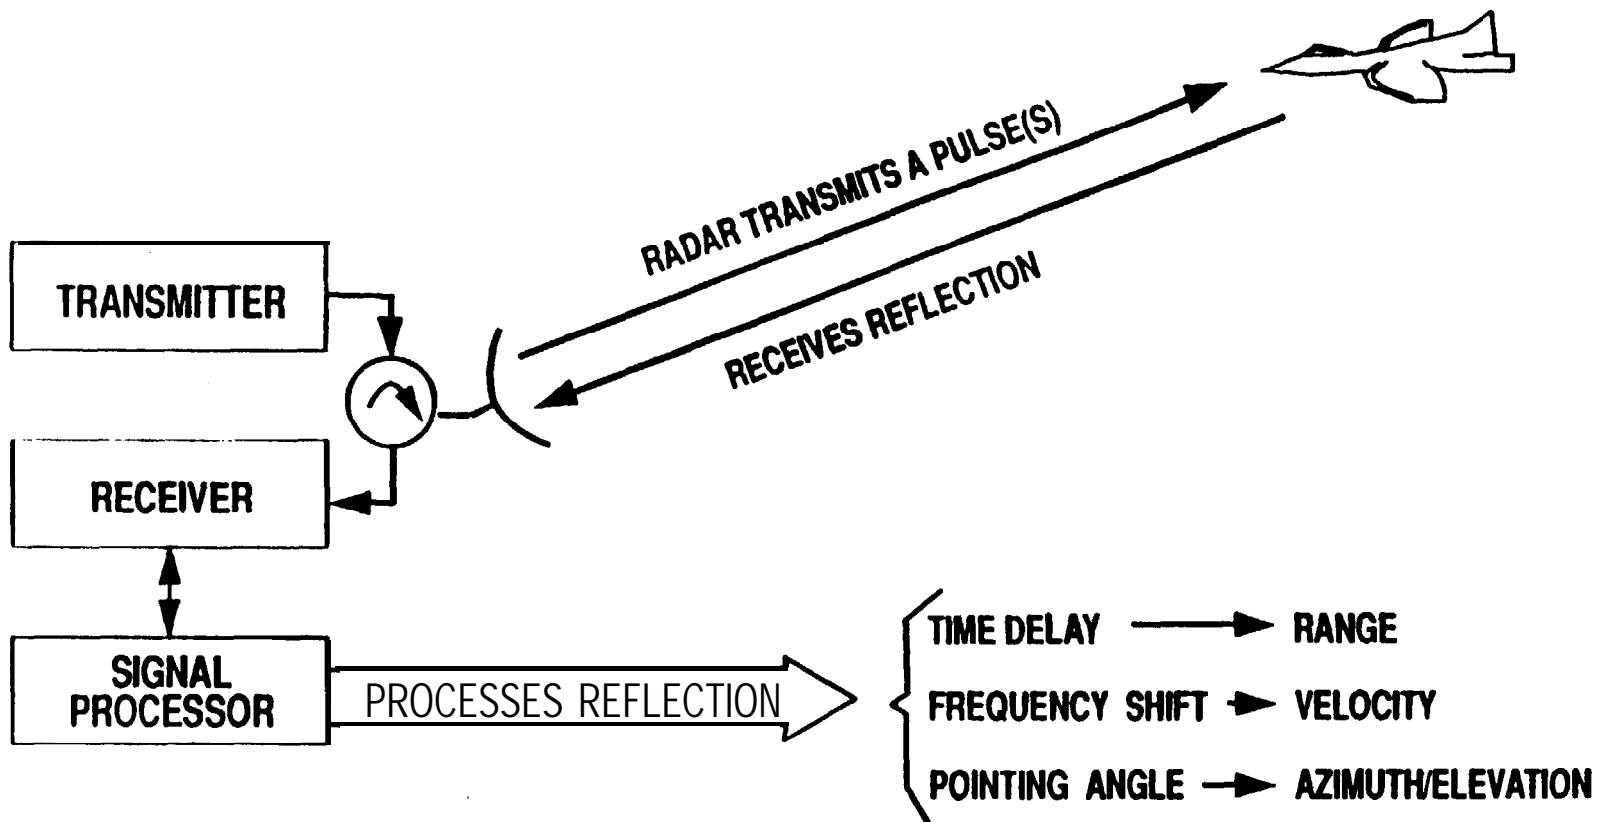 RADAR TRANSMITS A PULSE(S)
RECEIVES REFLECTION
TRANSMITTER
RECEIVER
SIGNAL
PROCESSOR
PROCESSES REFLECTION
TIME DELAY RANGE
FREQUENCY SHIFT VELOCITY
POINTING ANGLE AZIMUTH/ELEVATION